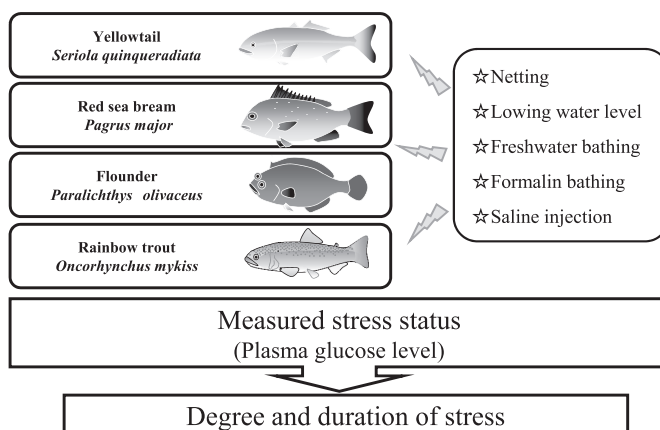 Yellowtail
Seriola quinqueradiata
Red sea bream
Pagrus major
Flounder
Paralichthys olivaceus
Rainbow trout
Oncorhynchus mykiss
☆Netting
☆Lowing water level
☆Freshwater bathing
☆Formalin bathing
☆Saline injection
Measured stress status
(Plasma glucose level)
Degree and duration of stress